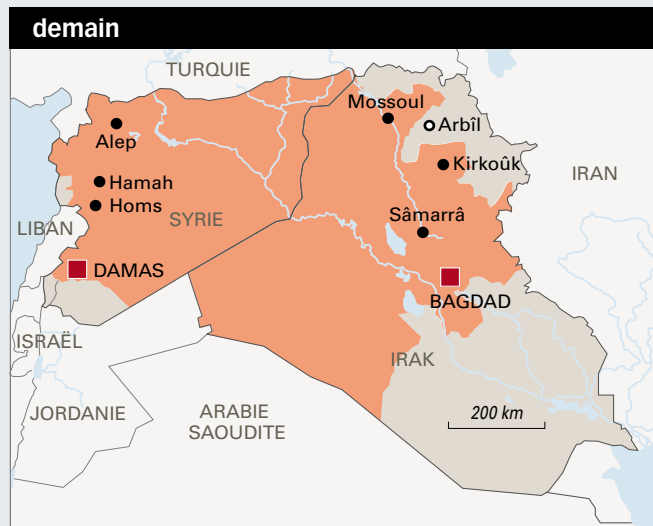 demain
TURQUIE
Mossoul
Arbîl
Alep
Kirkoûk
IRAN
Hamah
Homs
Sâmarrâ
LIBAN
SYRIE
DAMAS
BAGDAD
ISRAËL
IRAK
JORDANIE
ARABIE
SAOUDITE
200 km